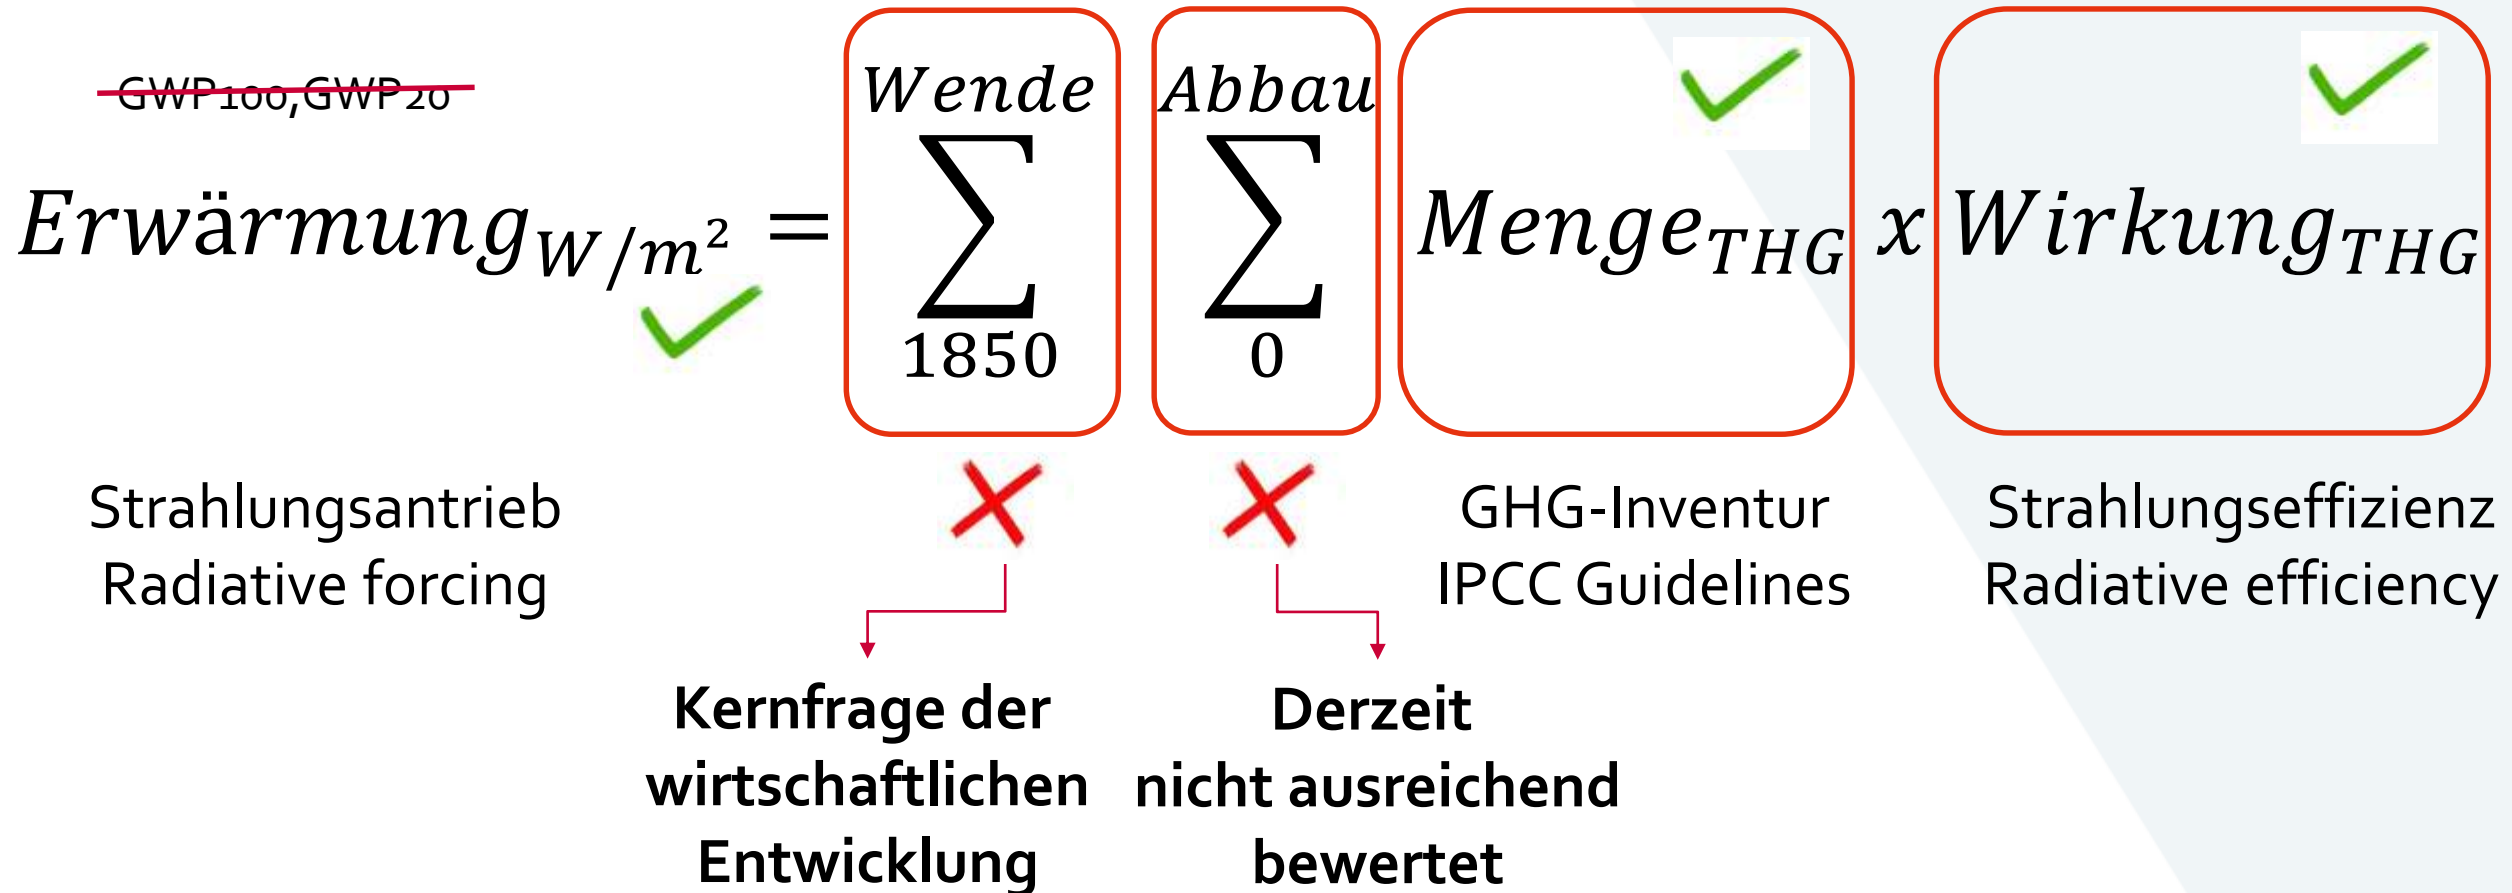 GWP100, GWP20
Erwärmung W/m² = Wende ∑ 1850 Abbau ∑ 0 Menge THG x Wirkung THG
Strahlungsantrieb
Radiative forcing
GHG-Inventur
IPCC Guidelines
Strahlungseffizienz
Radiative efficiency
Kernfrage der
wirtschaftlichen
Entwicklung
Derzeit
nicht ausreichend
bewertet